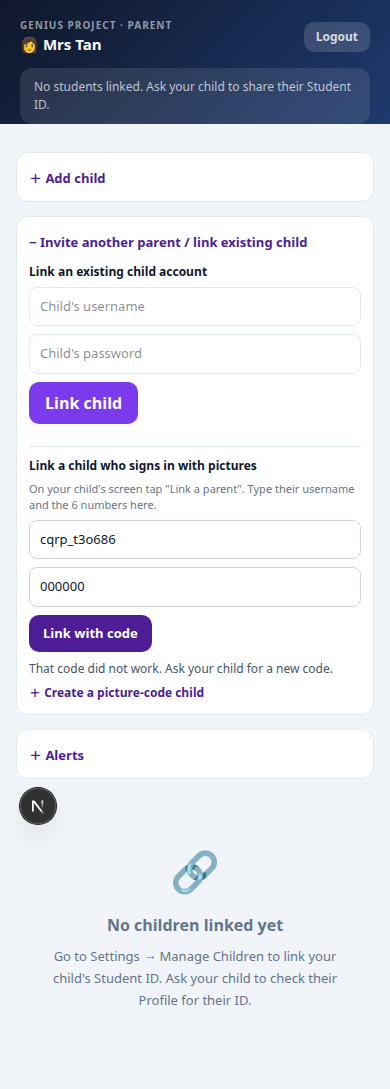 GENIUS PROJECT · PARENT
Mrs Tan
Logout
No students linked. Ask your child to share their Student
ID.
+ Add child
− Invite another parent / link existing child
Link an existing child account
Child's username
Child's password
Link child
Link a child who signs in with pictures
On your child's screen tap "Link a parent". Type their username
and the 6 numbers here.
cqrp_t3o686
000000
Link with code
That code did not work. Ask your child for a new code.
+ Create a picture-code child
+ Alerts
N
No children linked yet
Go to Settings → Manage Children to link your
child's Student ID. Ask your child to check their
Profile for their ID.